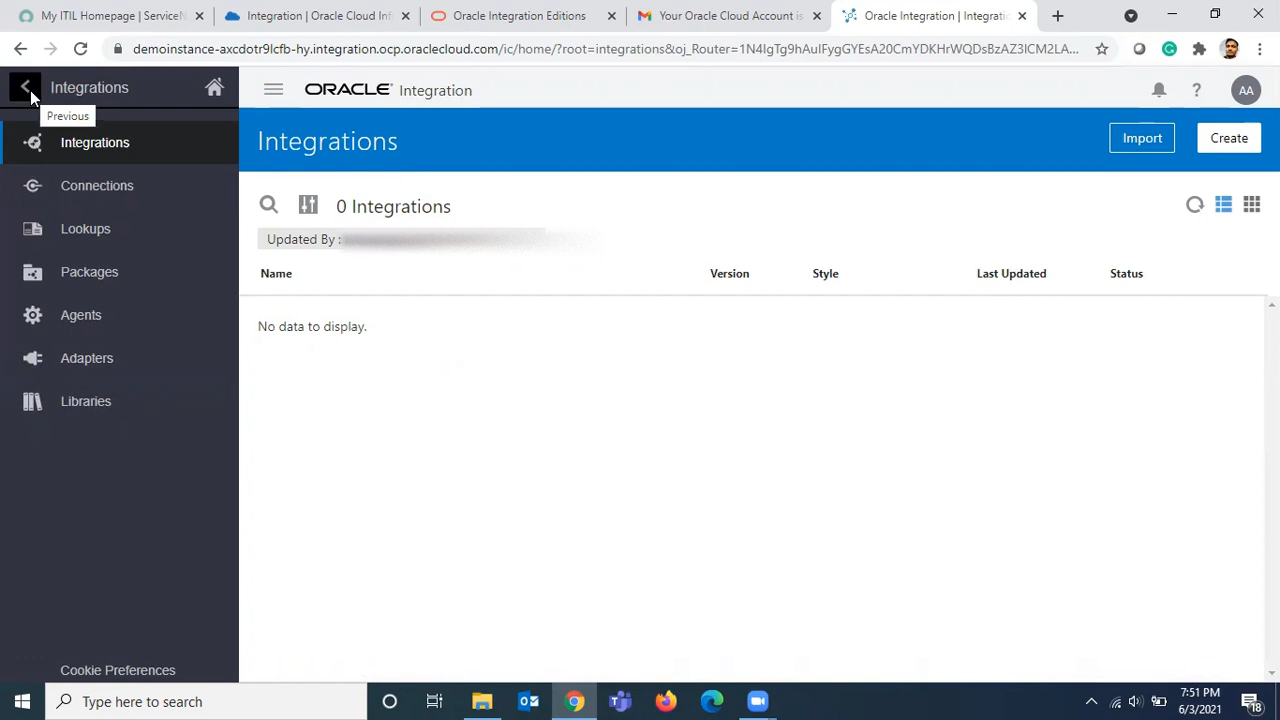 My ITIL Homepage | ServiceN
Integration | Oracle Cloud Inf
Oracle Integration Editions
Your Oracle Cloud Account is
Oracle Integration | Integratio
demoinstance-axcdotr9lcfb-hy.integration.ocp.oraclecloud.com/ic/home/?root=integrations&oj_Router=1N4IgTg9hAuIFygGYEsA20CmYDKHrWQDsBzAZ3ICM2LA...
Integrations
Previous
Integrations
Connections
Lookups
Packages
Agents
Adapters
Libraries
Cookie Preferences
ORACLE Integration
AA
Integrations
Import
Create
0 Integrations
Updated By :
Name Version Style Last Updated Status
No data to display.
Type here to search
7:51 PM
6/3/2021
18